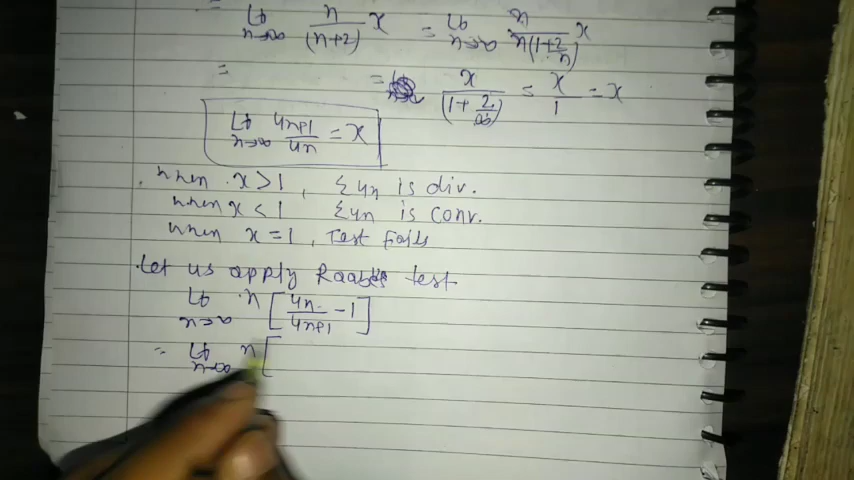 = lt n→∞ n/(n+2) x = lt n→∞ n/n(1+2/n) x
= = lt n→∞ x/(1+2/∞) = x/1 = x
lt n→∞ un+1/un = x
when x>1, Σun is div.
when x<1 Σun is conv.
when x=1, Test fails
Let us apply Raabe's test
lt n→∞ n[un/un+1 -1]
= lt n→∞ n[